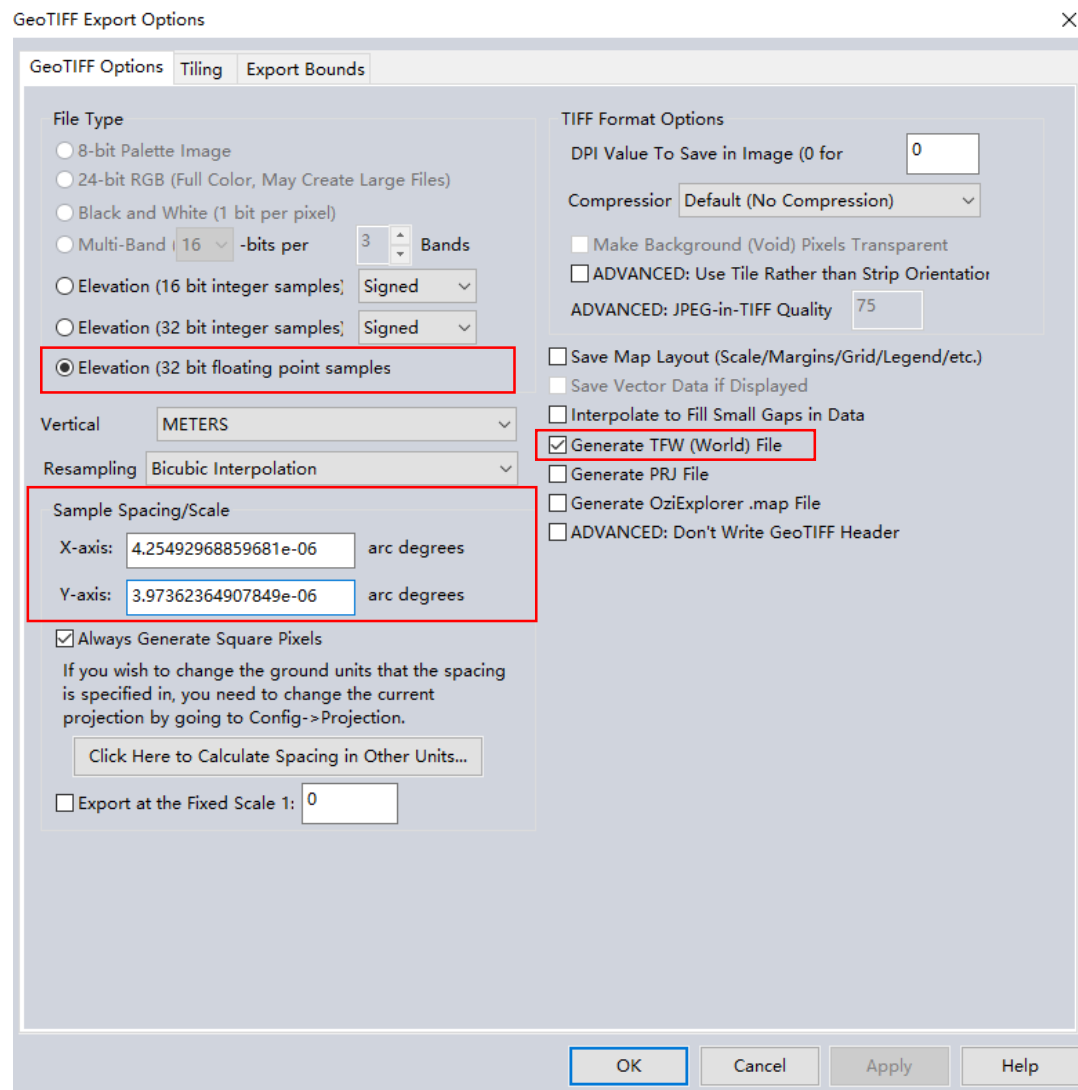 GeoTIFF Export Options
GeoTIFF Options Tiling Export Bounds
File Type
8-bit Palette Image
24-bit RGB (Full Color, May Create Large Files)
Black and White (1 bit per pixel)
Multi-Band ( 16 -bits per 3 Bands
Elevation (16 bit integer samples) Signed
Elevation (32 bit integer samples) Signed
Elevation (32 bit floating point samples
Vertical METERS
Resampling Bicubic Interpolation
Sample Spacing/Scale
X-axis: 4.25492968859681e-06 arc degrees
Y-axis: 3.97362364907849e-06 arc degrees
Always Generate Square Pixels
If you wish to change the ground units that the spacing
is specified in, you need to change the current
projection by going to Config->Projection.
Click Here to Calculate Spacing in Other Units...
Export at the Fixed Scale 1: 0
TIFF Format Options
DPI Value To Save in Image (0 for 0
Compression Default (No Compression)
Make Background (Void) Pixels Transparent
ADVANCED: Use Tile Rather than Strip Orientation
ADVANCED: JPEG-in-TIFF Quality 75
Save Map Layout (Scale/Margins/Grid/Legend/etc.)
Save Vector Data if Displayed
Interpolate to Fill Small Gaps in Data
Generate TFW (World) File
Generate PRJ File
Generate OziExplorer .map File
ADVANCED: Don't Write GeoTIFF Header
OK Cancel Apply Help